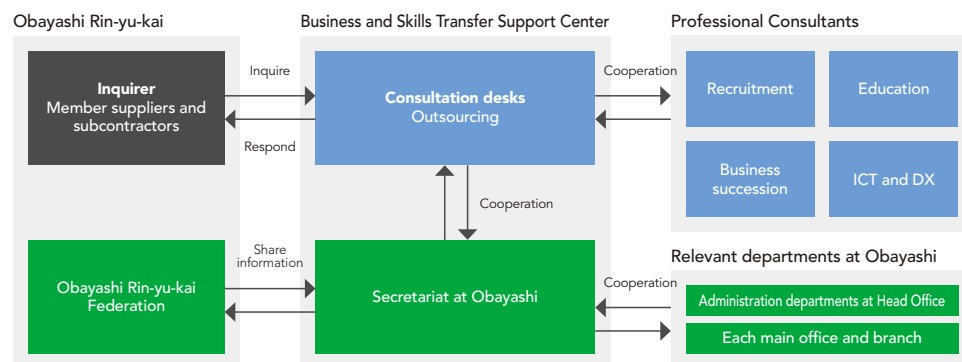 Obayashi Rin-yu-kai
Inquirer
Member suppliers and
subcontractors
Obayashi Rin-yu-kai
Federation
Inquire
Respond
Share
information
Business and Skills Transfer Support Center
Consultation desks
Outsourcing
Cooperation
Secretariat at Obayashi
Cooperation
Professional Consultants
Recruitment
Education
Business
succession
ICT and DX
Cooperation
Relevant departments at Obayashi
Administration departments at Head Office
Each main office and branch